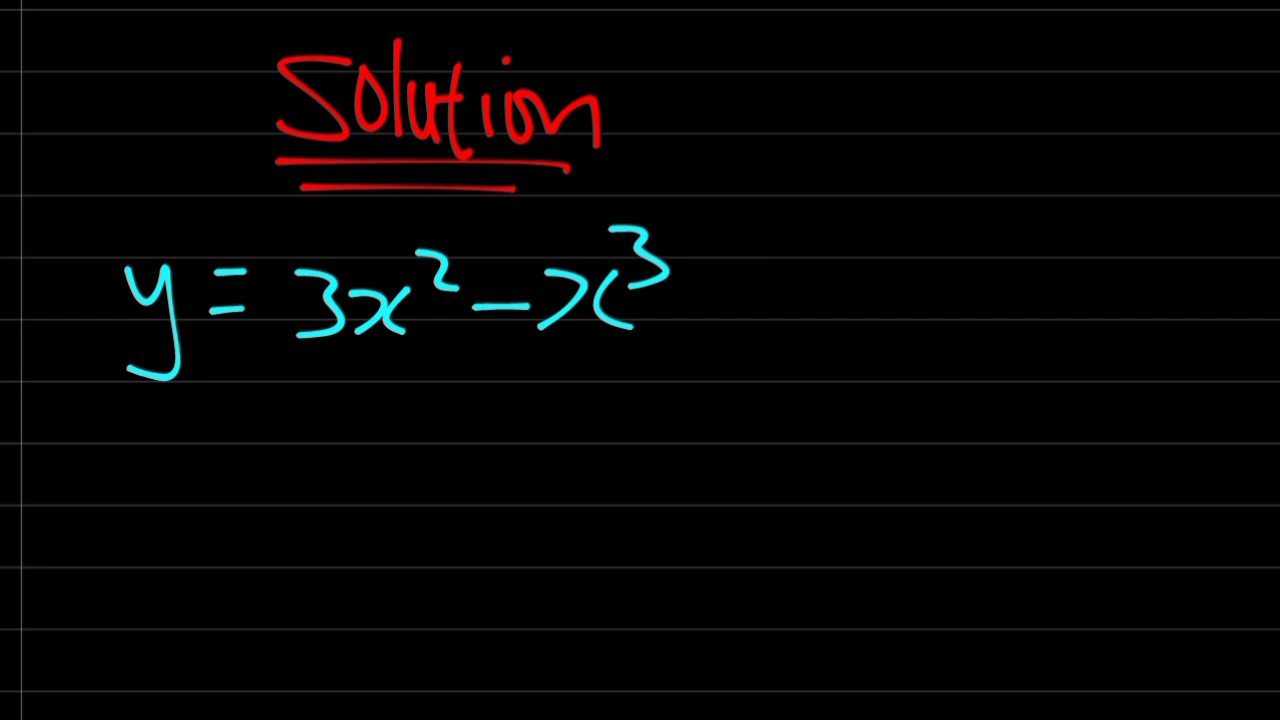 Solution
y = 3x² - x³